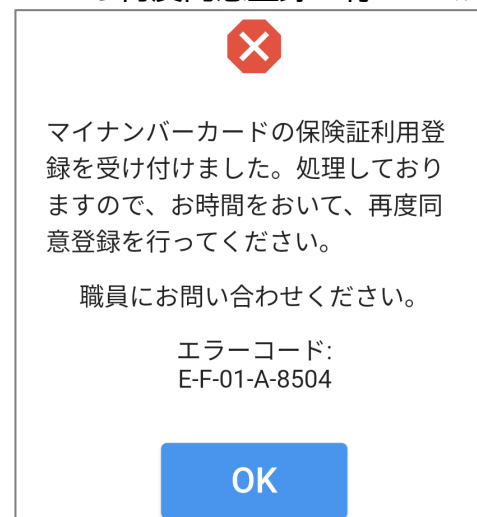 マイナンバーカードの保険証利用登
録を受け付けました。処理しており
ますので、お時間をおいて、再度同
意登録を行ってください。
職員にお問い合わせください。
エラーコード:
E-F-01-A-8504
OK